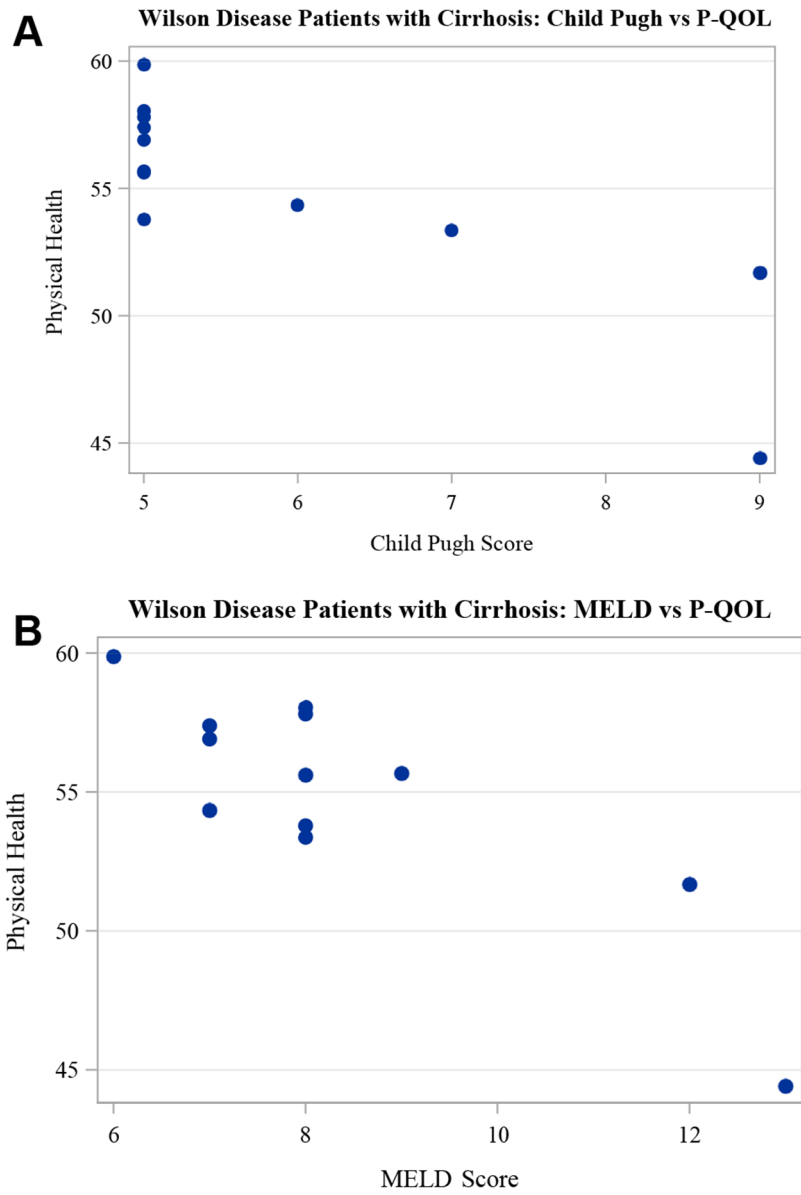 A
Wilson Disease Patients with Cirrhosis: Child Pugh vs P-QOL
60
55
50
45
Physical Health
5 6 7 8 9
Child Pugh Score
B
Wilson Disease Patients with Cirrhosis: MELD vs P-QOL
60
55
50
45
Physical Health
6 8 10 12
MELD Score